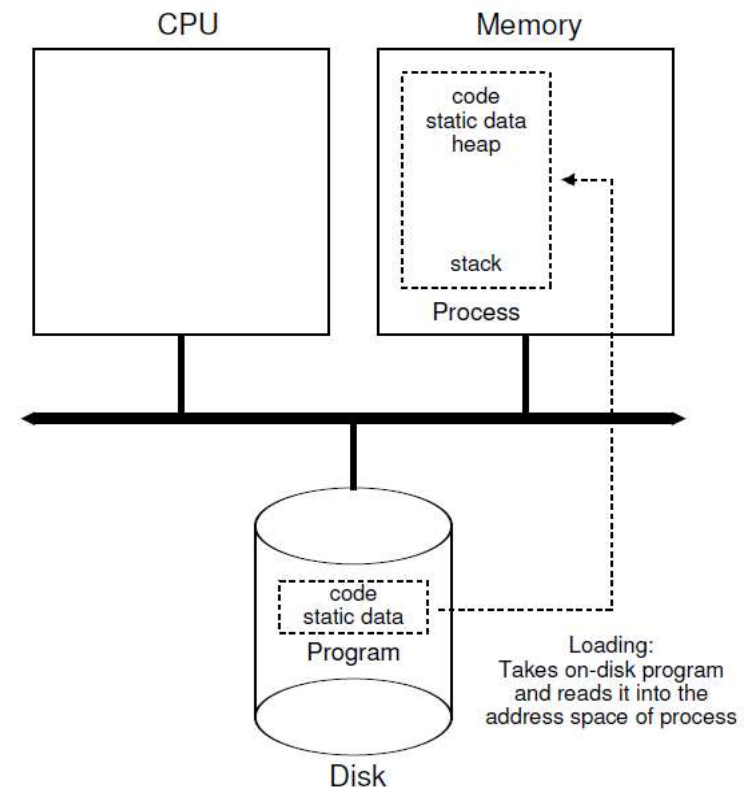 CPU
Memory
code
static data
heap
stack
Process
code
static data
Program
Loading:
Takes on-disk program
and reads it into the
address space of process
Disk